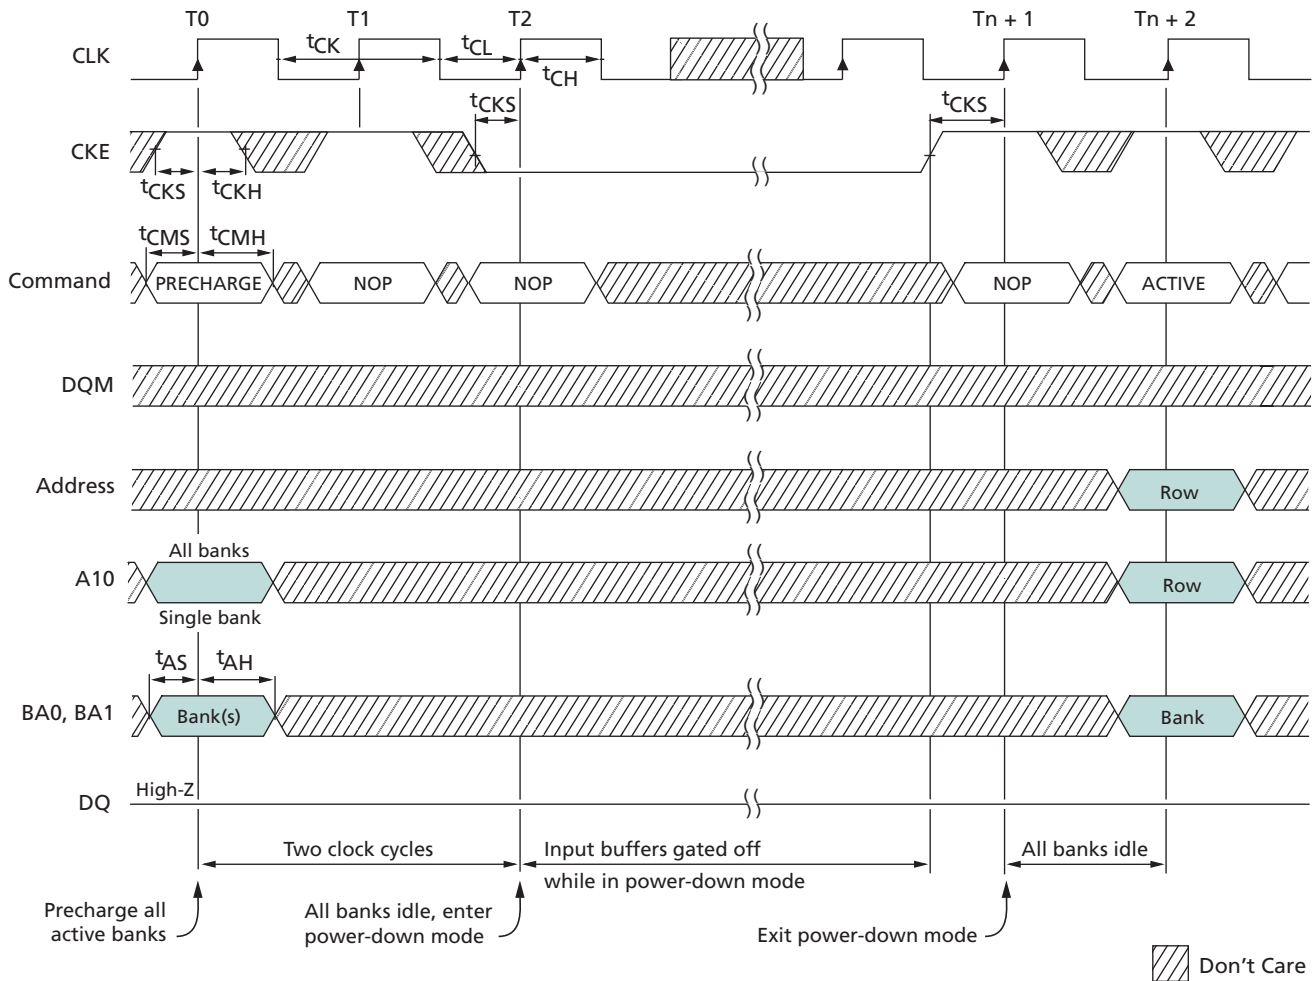 T0 T1 T2 Tn + 1 Tn + 2
CLK
tCK tCL
tCH
tCKS tCKS
CKE
tCKS tCKH
tCMS tCMH
Command PRECHARGE NOP NOP NOP ACTIVE
DQM
Address Row
All banks
A10 Row
Single bank
tAS tAH
BA0, BA1 Bank(s) Bank
High-Z
DQ
Two clock cycles
Input buffers gated off
while in power-down mode
All banks idle
Precharge all
active banks
All banks idle, enter
power-down mode
Exit power-down mode
Don't Care